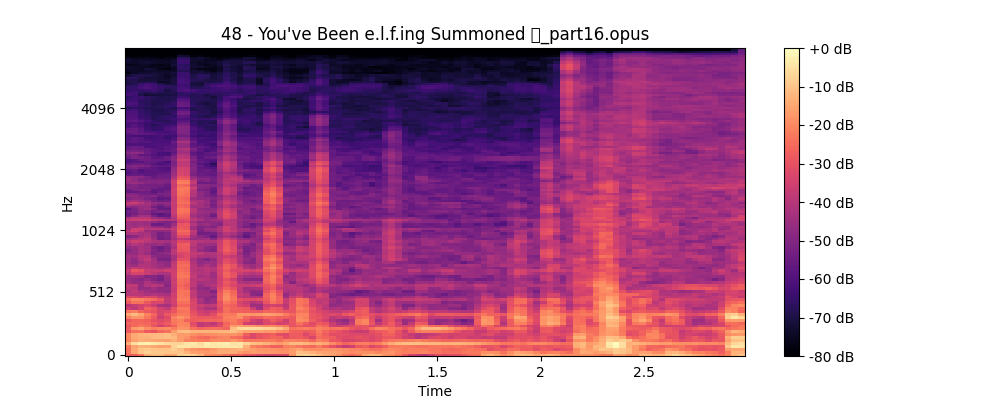 48 - You've Been e.l.f.ing Summoned ▯_part16.opus
+0 dB
-10 dB
-20 dB
-30 dB
-40 dB
-50 dB
-60 dB
-70 dB
-80 dB
4096
2048
1024
512
0
Hz
0 0.5 1 1.5 2 2.5
Time